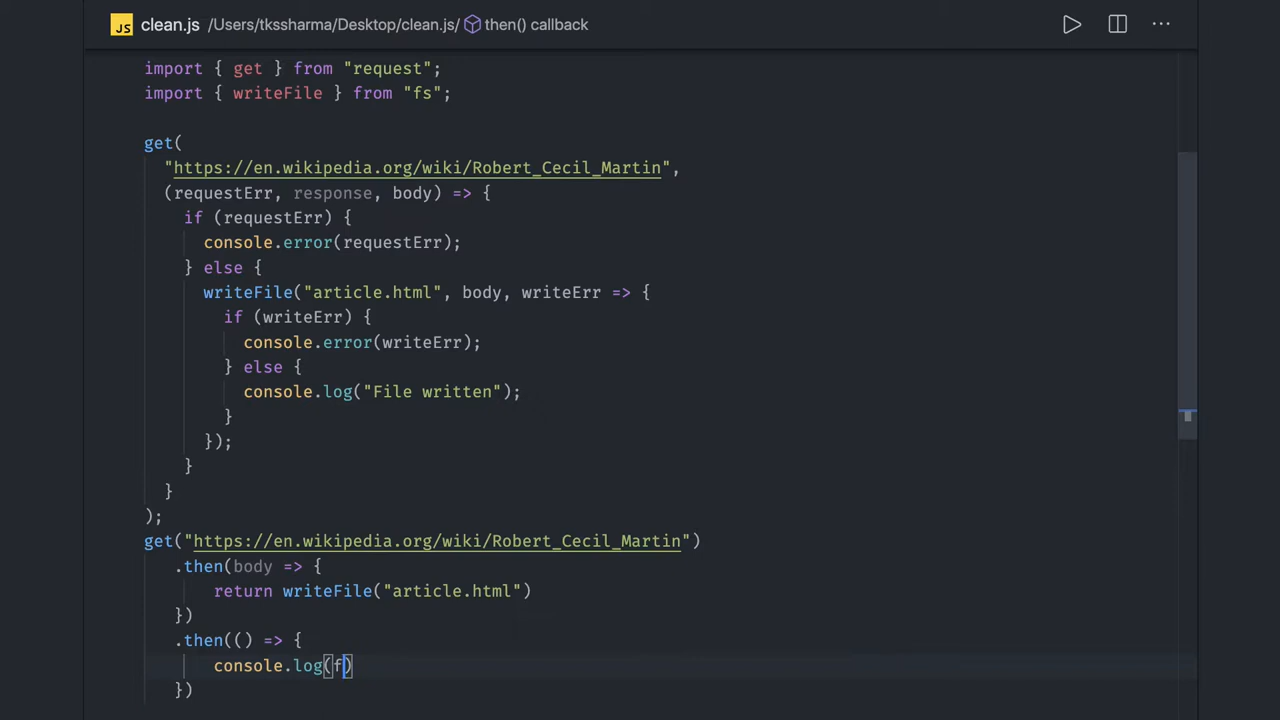 JS clean.js /Users/tkssharma/Desktop/clean.js/ then() callback
import { get } from "request";
import { writeFile } from "fs";
get(
"https://en.wikipedia.org/wiki/Robert_Cecil_Martin",
(requestErr, response, body) => {
if (requestErr) {
console.error(requestErr);
} else {
writeFile("article.html", body, writeErr => {
if (writeErr) {
console.error(writeErr);
} else {
console.log("File written");
}
});
}
}
);
get("https://en.wikipedia.org/wiki/Robert_Cecil_Martin")
.then(body => {
return writeFile("article.html")
})
.then(() => {
console.log(f)
})